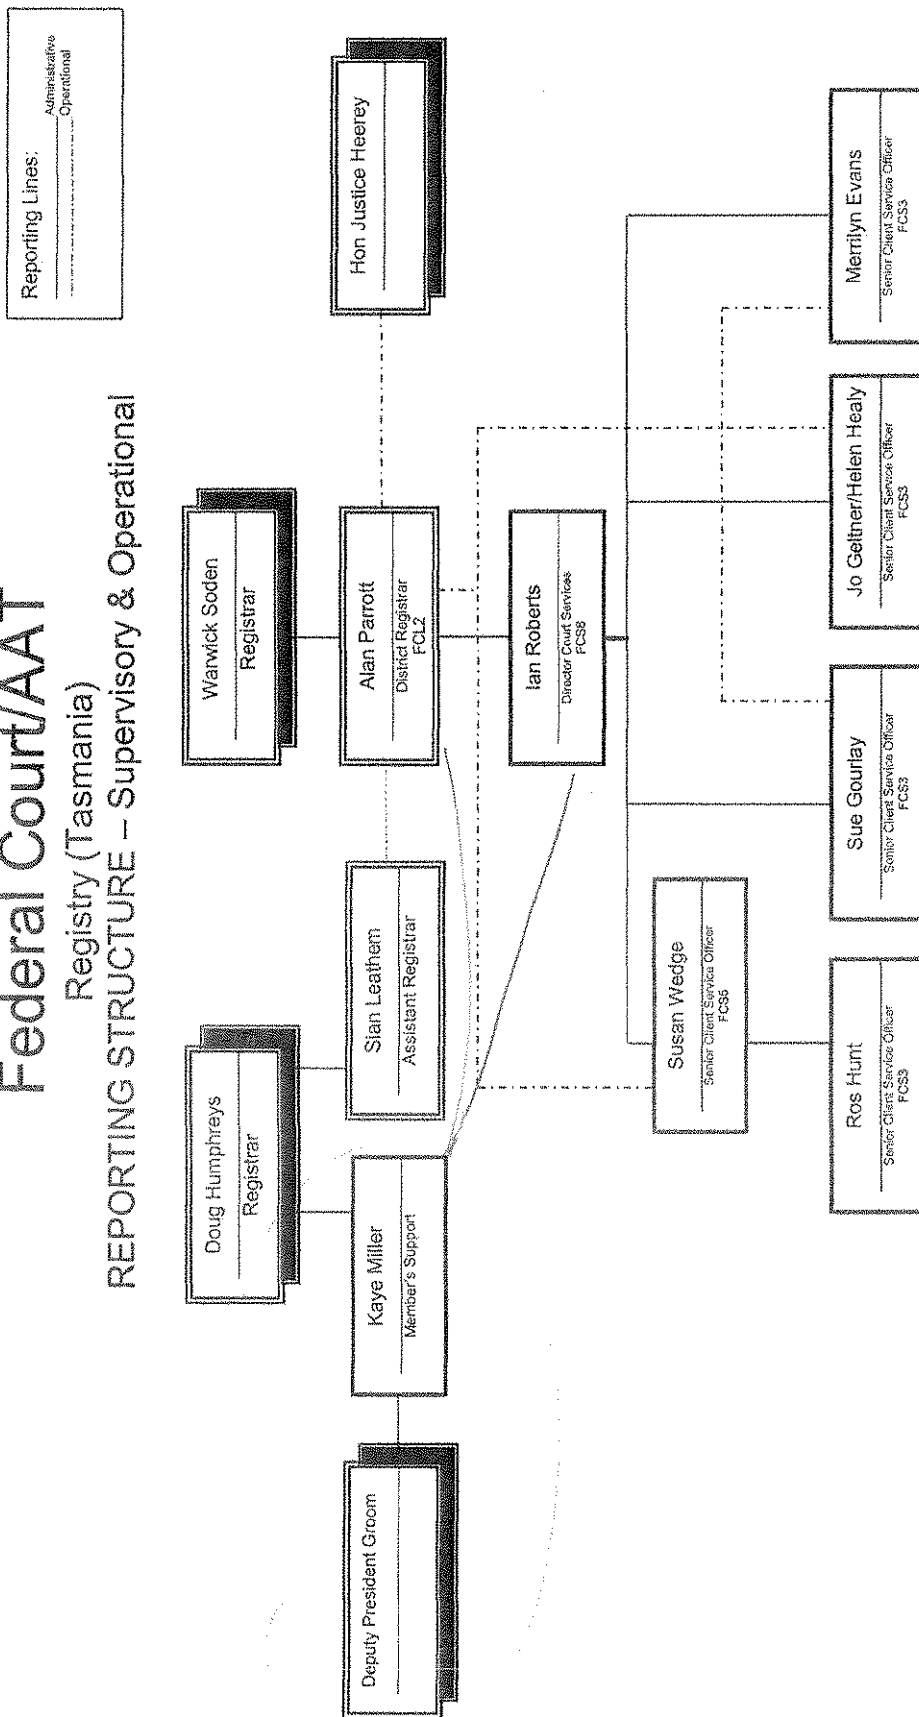 Federal Court/AAT
Registry (Tasmania)
REPORTING STRUCTURE – Supervisory & Operational
Reporting Lines:
Administrative
Operational
Doug Humphreys
Registrar
Warwick Soden
Registrar
Deputy President Groom
Kaye Miller
Member's Support
Sian Leathem
Assistant Registrar
Alan Parrott
District Registrar
FCL2
Hon Justice Heerey
Ian Roberts
Director Court Services
FCS6
Susan Wedge
Senior Client Service Officer
FCS5
Ros Hunt
Senior Client Service Officer
FCS3
Sue Gourlay
Senior Client Service Officer
FCS3
Jo Geltner/Helen Healy
Senior Client Service Officer
FCS3
Merrilyn Evans
Senior Client Service Officer
FCS3